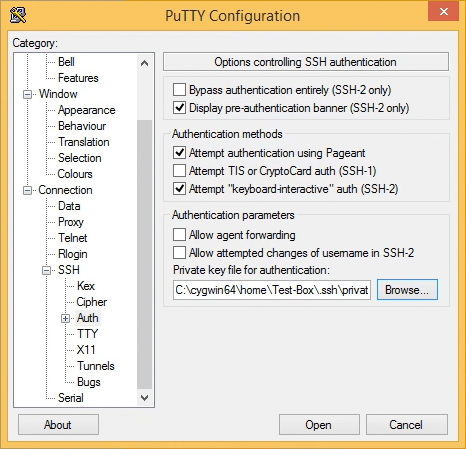 PuTTY Configuration
Category:
Bell
Features
Window
Appearance
Behaviour
Translation
Selection
Colours
Connection
Data
Proxy
Telnet
Rlogin
SSH
Kex
Cipher
Auth
TTY
X11
Tunnels
Bugs
Serial
Options controlling SSH authentication
Bypass authentication entirely (SSH-2 only)
Display pre-authentication banner (SSH-2 only)
Authentication methods
Attempt authentication using Pageant
Attempt TIS or CryptoCard auth (SSH-1)
Attempt "keyboard-interactive" auth (SSH-2)
Authentication parameters
Allow agent forwarding
Allow attempted changes of username in SSH-2
Private key file for authentication:
C:\cygwin64\home\Test-Box\.ssh\privat
Browse...
About
Open
Cancel